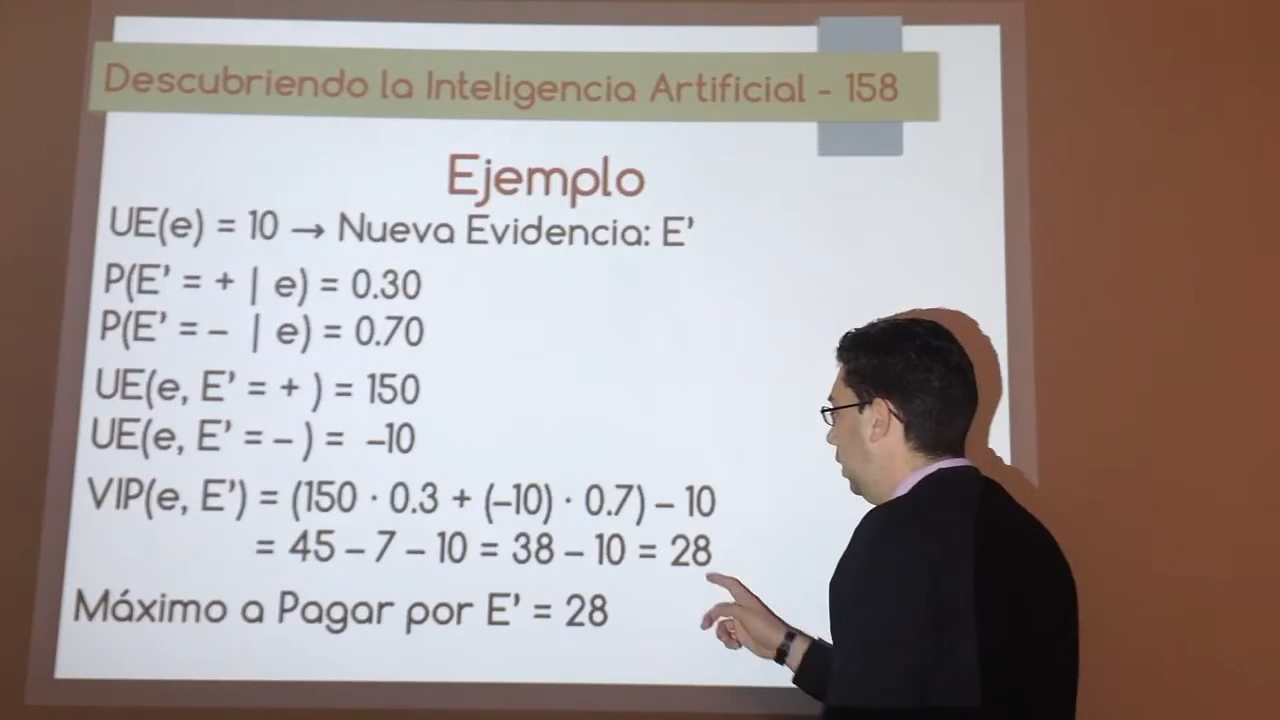 Descubriendo la Inteligencia Artificial - 158
Ejemplo
UE(e) = 10 → Nueva Evidencia: E'
P(E' = + | e) = 0.30
P(E' = – | e) = 0.70
UE(e, E' = + ) = 150
UE(e, E' = – ) = –10
VIP(e, E') = (150 · 0.3 + (–10) · 0.7) – 10
= 45 – 7 – 10 = 38 – 10 = 28
Máximo a Pagar por E' = 28